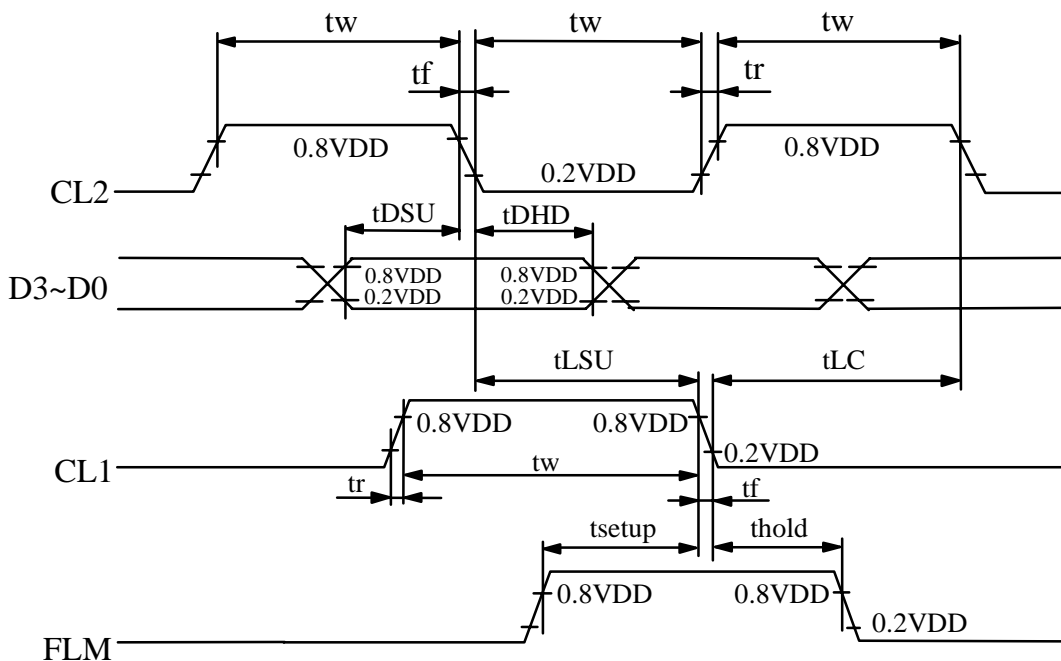 tw tw tw
tf tr
0.8VDD 0.2VDD 0.8VDD
CL2
tDSU tDHD
D3~D0
0.8VDD 0.8VDD
0.2VDD 0.2VDD
tLSU tLC
0.8VDD 0.8VDD
0.2VDD
CL1
tw
tr tf
tsetup thold
0.8VDD 0.8VDD
0.2VDD
FLM